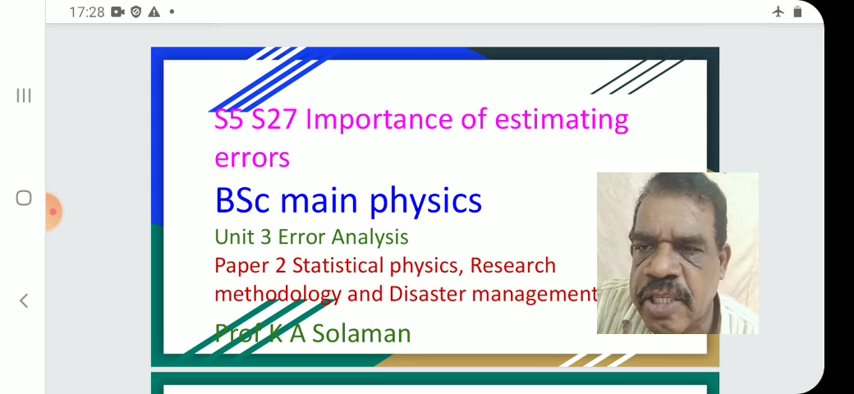 17:28
S5 S27 Importance of estimating
errors
BSc main physics
Unit 3 Error Analysis
Paper 2 Statistical physics, Research
methodology and Disaster management
Prof K A Solaman